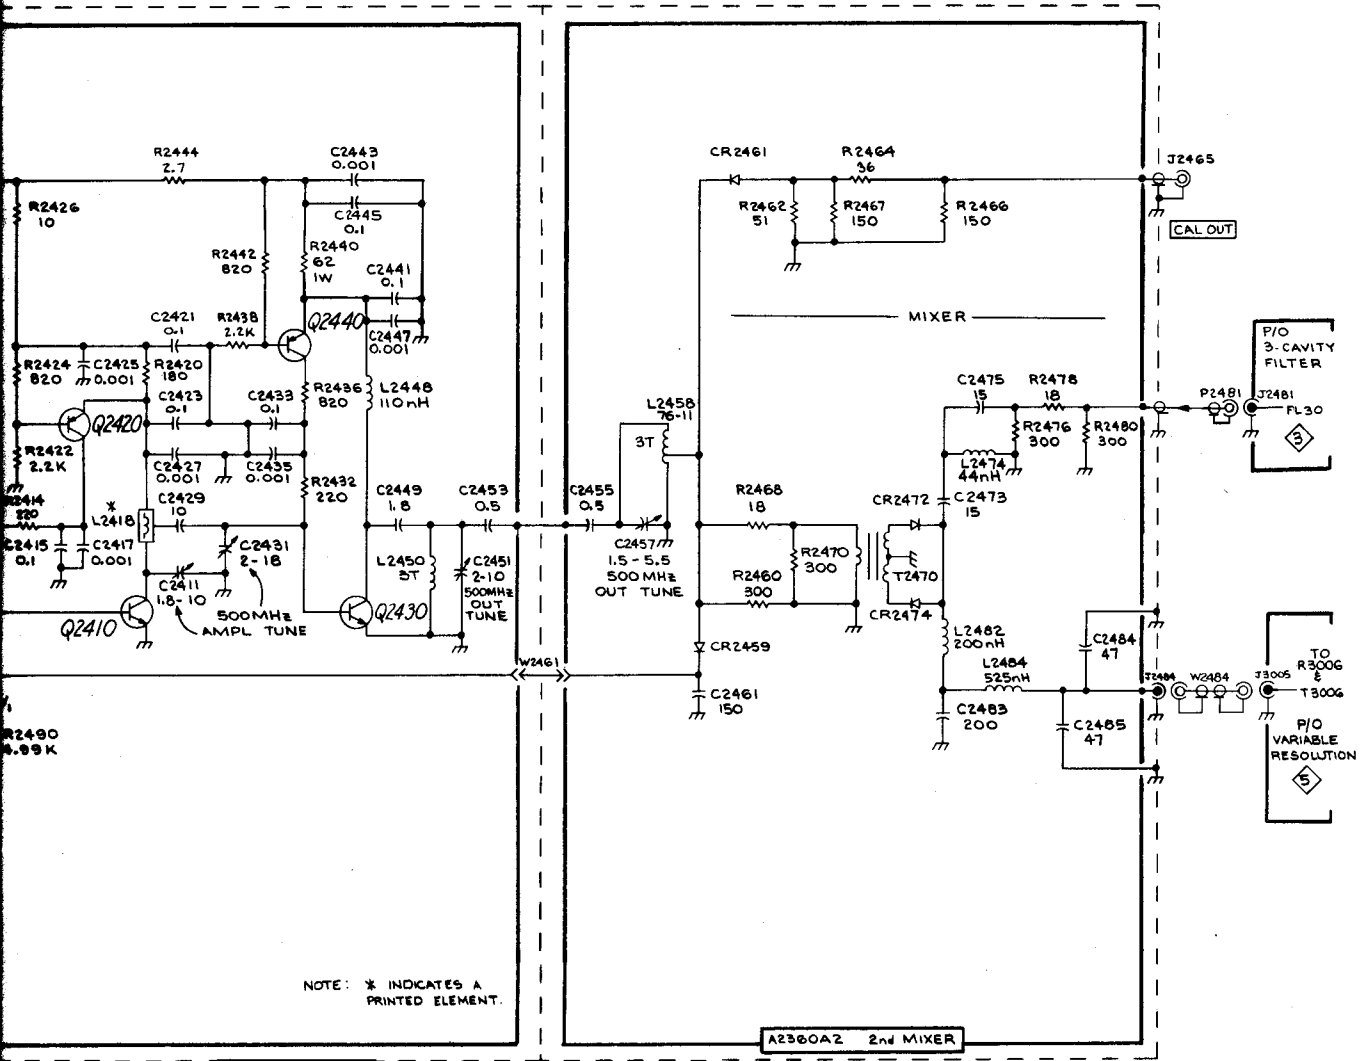 R2444
2.7
C2443
0.001
R2426
10
C2445
0.1
R2442
820
R2440
62
1W
C2441
0.1
C2421
0.1
R2438
2.2K
Q2440
C2447
0.001
R2424
820
C2425
0.001
R2420
180
R2436
820
L2448
110nH
C2423
0.1
C2433
0.1
Q2420
R2422
2.2K
C2427
0.001
C2435
0.001
R2432
220
R2414
220
*
L2418
C2429
10
C2449
1.8
C2453
0.5
C2415
0.1
C2417
0.001
C2431
2-18
L2450
3T
C2451
2-10
500MHz
OUT
TUNE
C2411
1.8-10
500MHz
AMPL TUNE
Q2410
Q2430
W2461
R2490
4.99K
NOTE: * INDICATES A
PRINTED ELEMENT.
CR2461
R2464
36
J2465
R2462
51
R2467
150
R2466
150
CAL OUT
MIXER
P/O
3-CAVITY
FILTER
C2475
15
R2478
18
P2481
J2481
FL30
3
L2458
76-11
3T
R2476
300
R2480
300
L2474
44nH
C2455
0.5
R2468
18
CR2472
C2473
15
C2457
1.5-5.5
500MHz
OUT TUNE
R2470
300
T2470
R2460
300
CR2474
CR2459
L2482
200nH
C2484
47
L2484
525nH
C2461
150
C2483
200
C2485
47
J2484
W2484
J3005
TO
R3006
&
T3006
P/O
VARIABLE
RESOLUTION
5
A2360A2 2nd MIXER